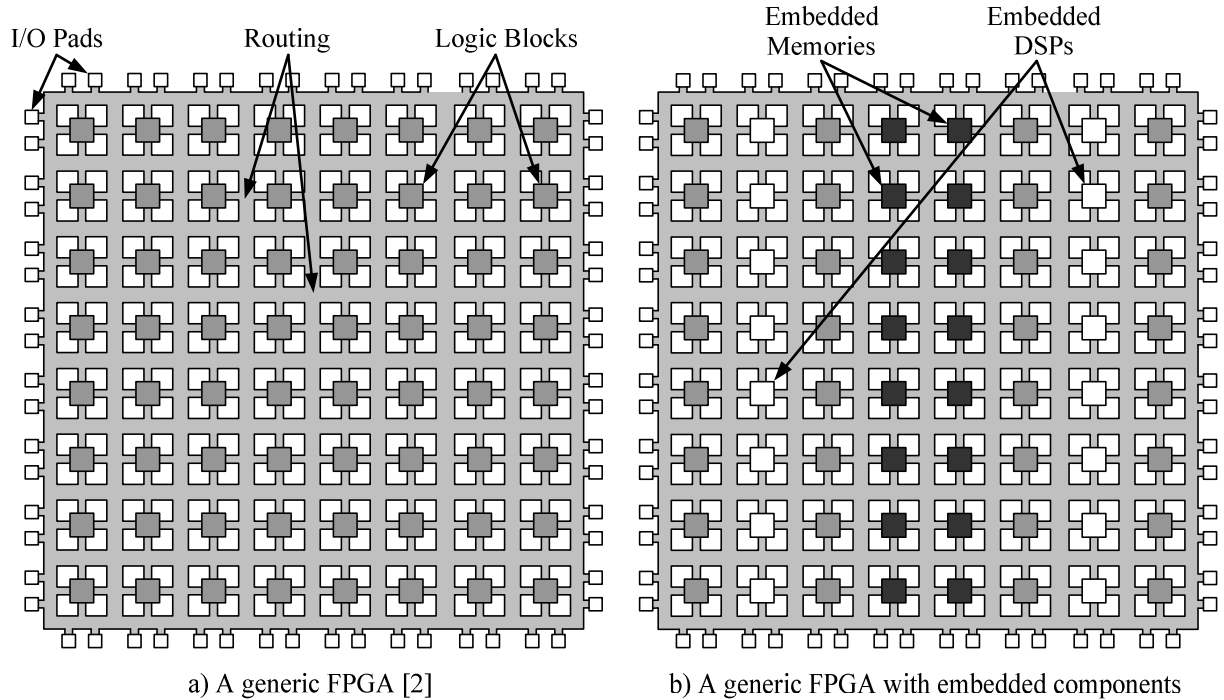 I/O Pads
Routing
Logic Blocks
a) A generic FPGA [2]
Embedded
Memories
Embedded
DSPs
b) A generic FPGA with embedded components